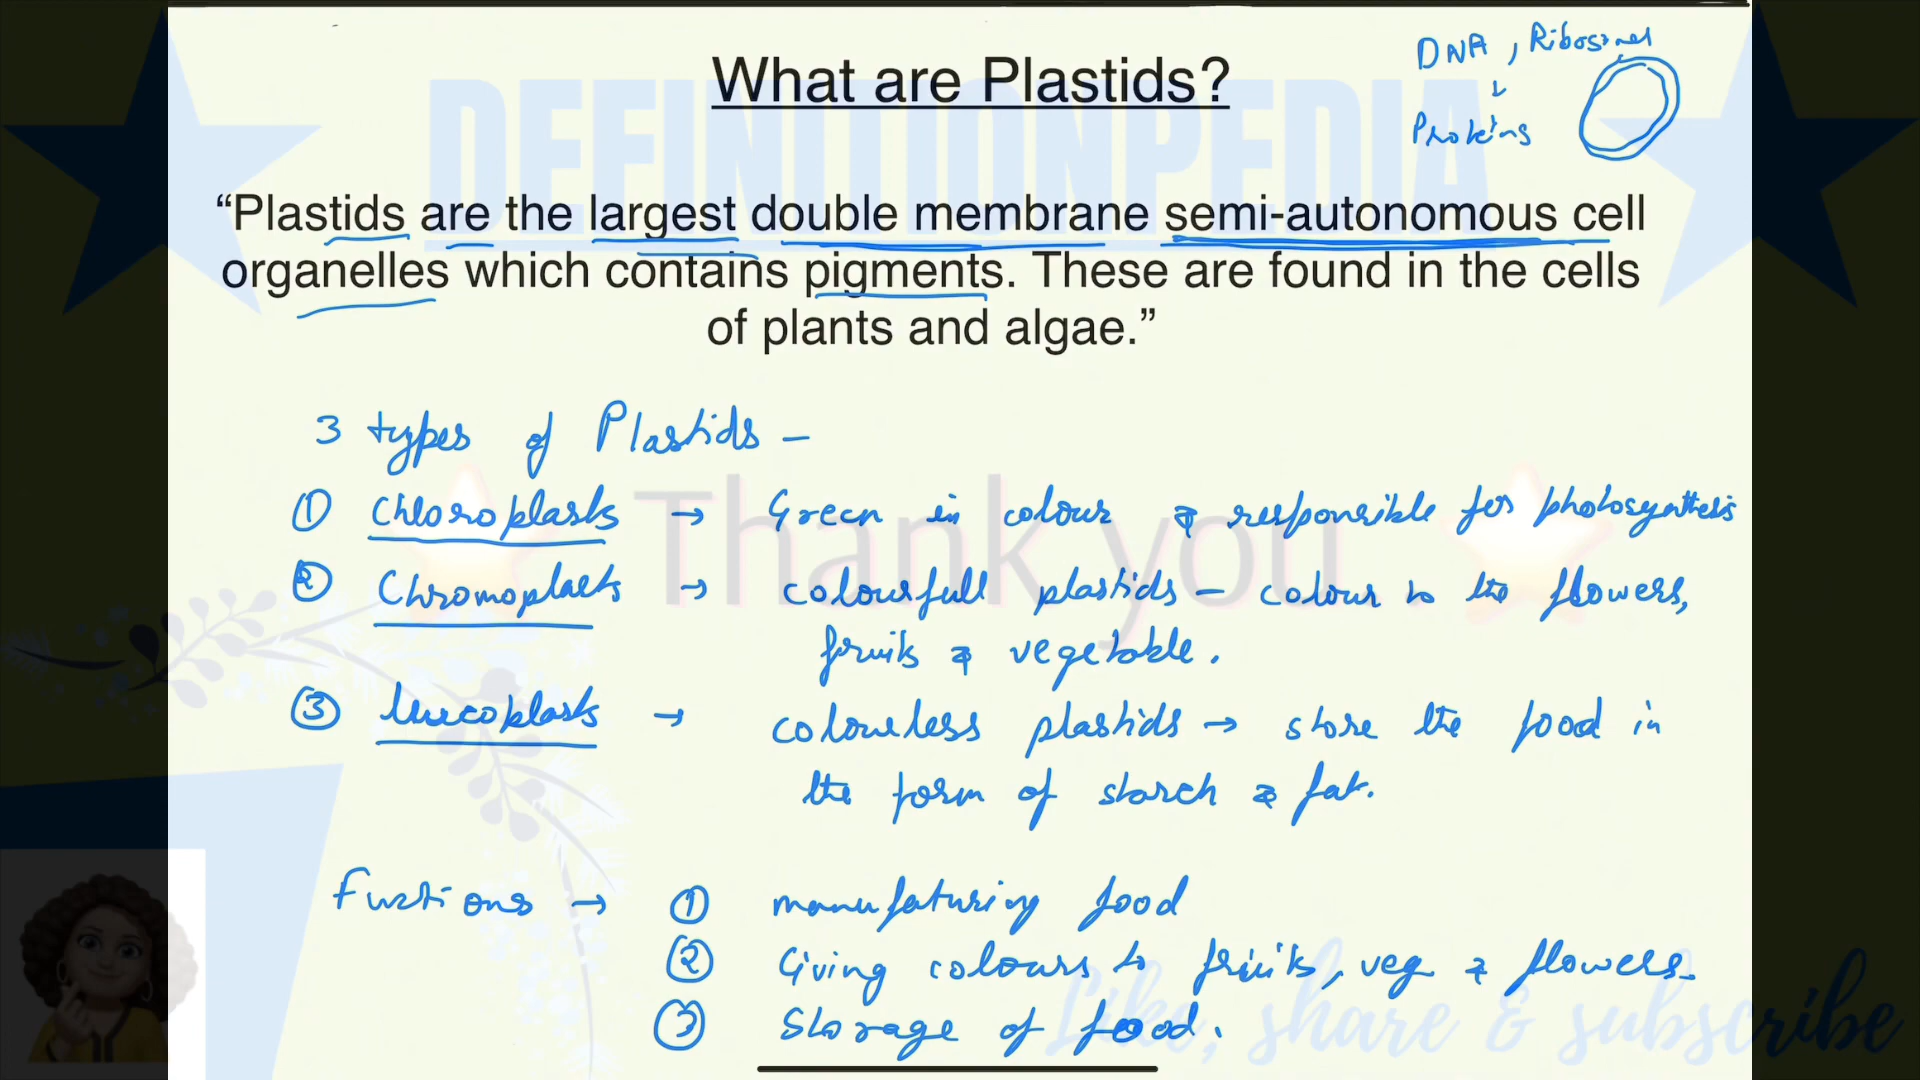 What are Plastids?
DNA, Ribosomes
↓
Proteins
DEFINITIONPEDIA
“Plastids are the largest double membrane semi-autonomous cell
organelles which contains pigments. These are found in the cells
of plants and algae.”
3 types of Plastids –
① Chloroplasts → Green in colour & responsible for photosynthesis
② Chromoplasts → colourfull plastids – colour to the flowers,
fruits & vegetable.
③ leucoplasts → colourless plastids → store the food in
the form of starch & fat.
Thank you
Fuctions → ① manufaturing food
② Giving colours to fruits, veg & flowers.
③ Storage of food.
Like, share & subscribe